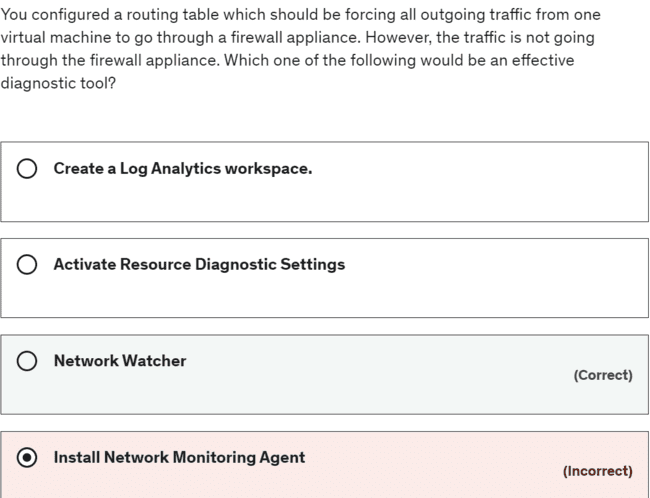 You configured a routing table which should be forcing all outgoing traffic from one
virtual machine to go through a firewall appliance. However, the traffic is not going
through the firewall appliance. Which one of the following would be an effective
diagnostic tool?
Create a Log Analytics workspace.
Activate Resource Diagnostic Settings
Network Watcher
(Correct)
Install Network Monitoring Agent
(Incorrect)